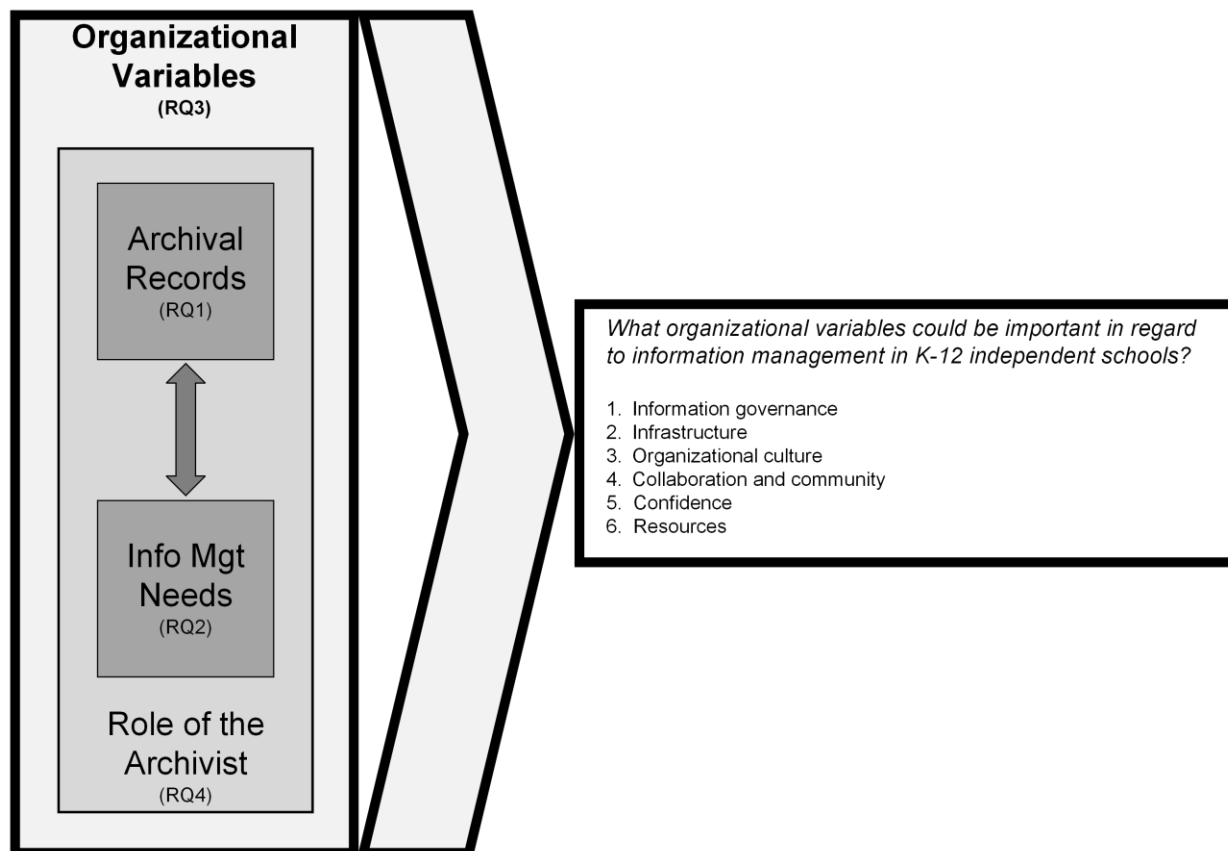 Organizational
Variables
(RQ3)
Archival
Records
(RQ1)
Info Mgt
Needs
(RQ2)
Role of the
Archivist
(RQ4)
What organizational variables could be important in regard
to information management in K-12 independent schools?
1. Information governance
2. Infrastructure
3. Organizational culture
4. Collaboration and community
5. Confidence
6. Resources